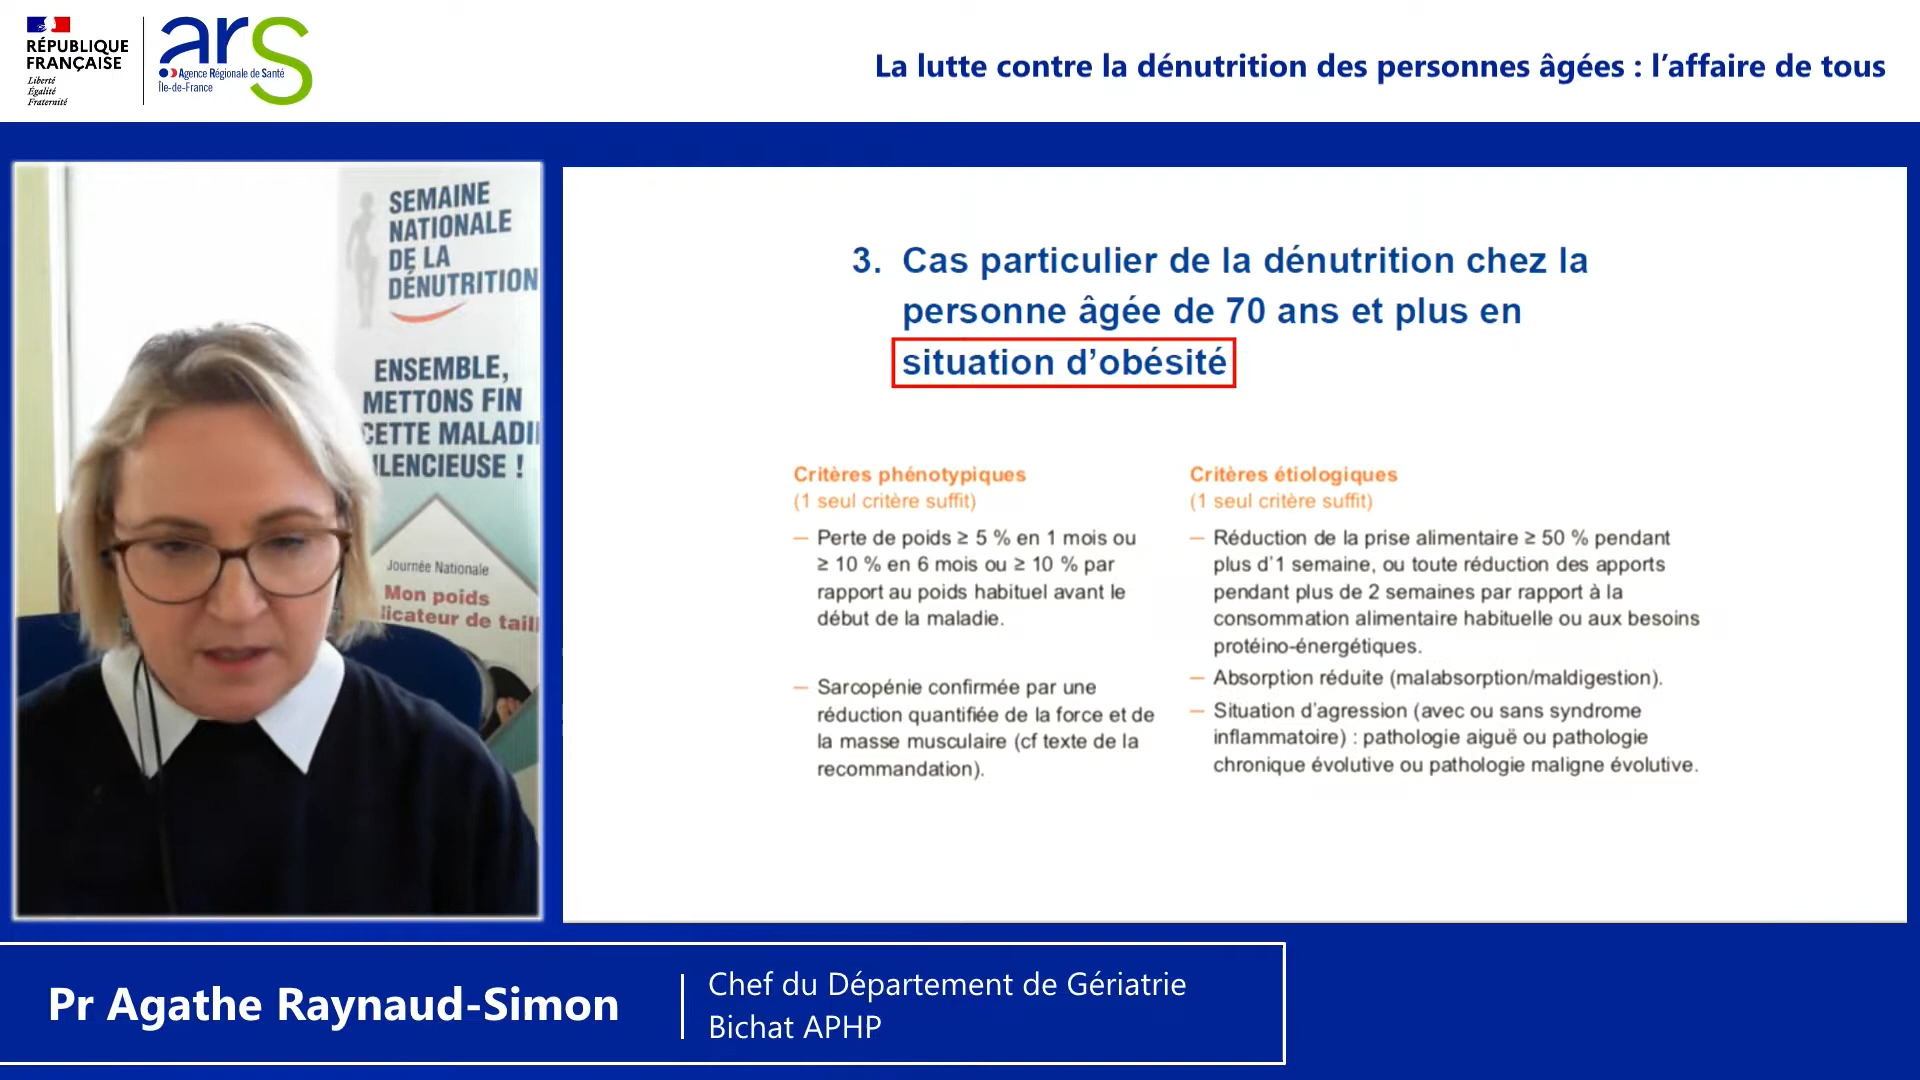 RÉPUBLIQUE
FRANÇAISE
Liberté
Égalité
Fraternité
ars
Agence Régionale de Santé
Île-de-France
La lutte contre la dénutrition des personnes âgées : l’affaire de tous
SEMAINE
NATIONALE
DE LA
DÉNUTRITION
ENSEMBLE,
METTONS FIN
CETTE MALADI
ILENCIEUSE !
Journée Nationale
Mon poids
licateur de tail
3. Cas particulier de la dénutrition chez la
personne âgée de 70 ans et plus en
situation d’obésité
Critères phénotypiques
(1 seul critère suffit)
— Perte de poids ≥ 5 % en 1 mois ou
≥ 10 % en 6 mois ou ≥ 10 % par
rapport au poids habituel avant le
début de la maladie.
— Sarcopénie confirmée par une
réduction quantifiée de la force et de
la masse musculaire (cf texte de la
recommandation).
Critères étiologiques
(1 seul critère suffit)
— Réduction de la prise alimentaire ≥ 50 % pendant
plus d’1 semaine, ou toute réduction des apports
pendant plus de 2 semaines par rapport à la
consommation alimentaire habituelle ou aux besoins
protéino-énergétiques.
— Absorption réduite (malabsorption/maldigestion).
— Situation d’agression (avec ou sans syndrome
inflammatoire) : pathologie aiguë ou pathologie
chronique évolutive ou pathologie maligne évolutive.
Pr Agathe Raynaud-Simon
Chef du Département de Gériatrie
Bichat APHP